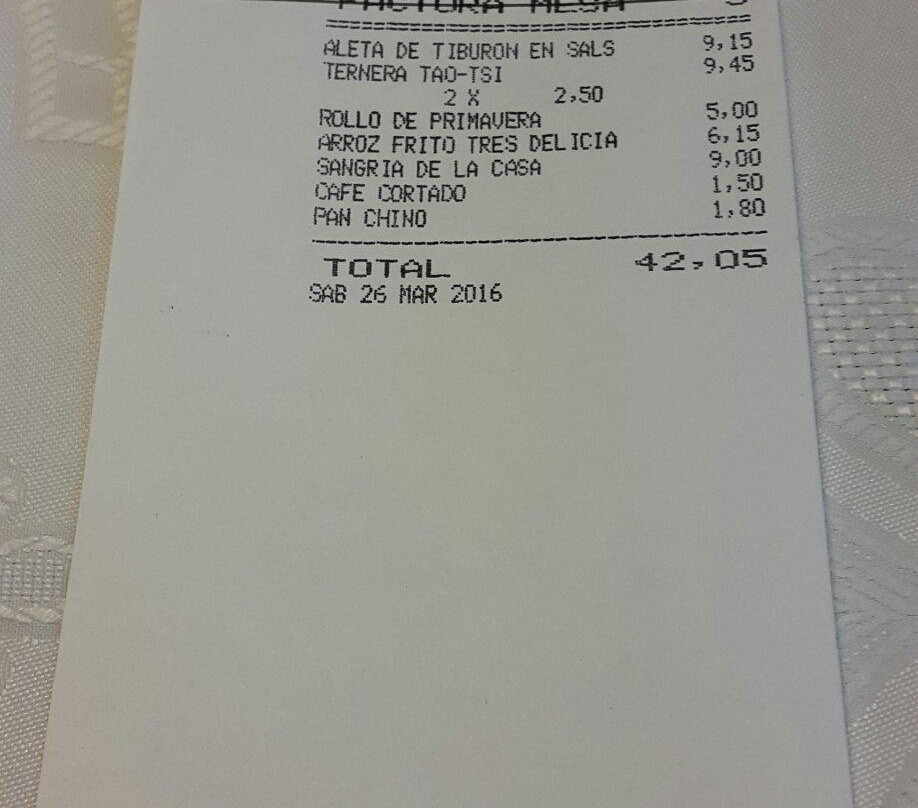 FACTURA MESA
==========================================
ALETA DE TIBURON EN SALS 9,15
TERNERA TAO-TSI 9,45
2 X 2,50
ROLLO DE PRIMAVERA 5,00
ARROZ FRITO TRES DELICIA 6,15
SANGRIA DE LA CASA 9,00
CAFE CORTADO 1,50
PAN CHINO 1,80
------------------------------------------
TOTAL 42,05
SAB 26 MAR 2016